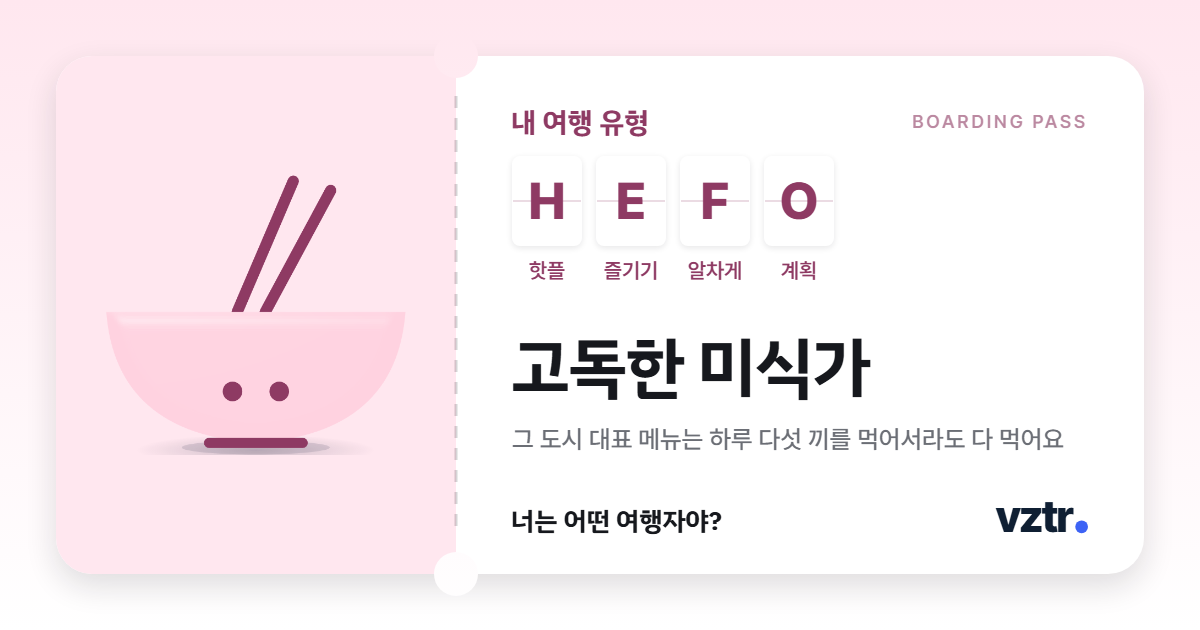 내 여행 유형
BOARDING PASS
H E F O
핫플 즐기기 알차게 계획
고독한 미식가
그 도시 대표 메뉴는 하루 다섯 끼를 먹어서라도 다 먹어요
너는 어떤 여행자야?
vztr.